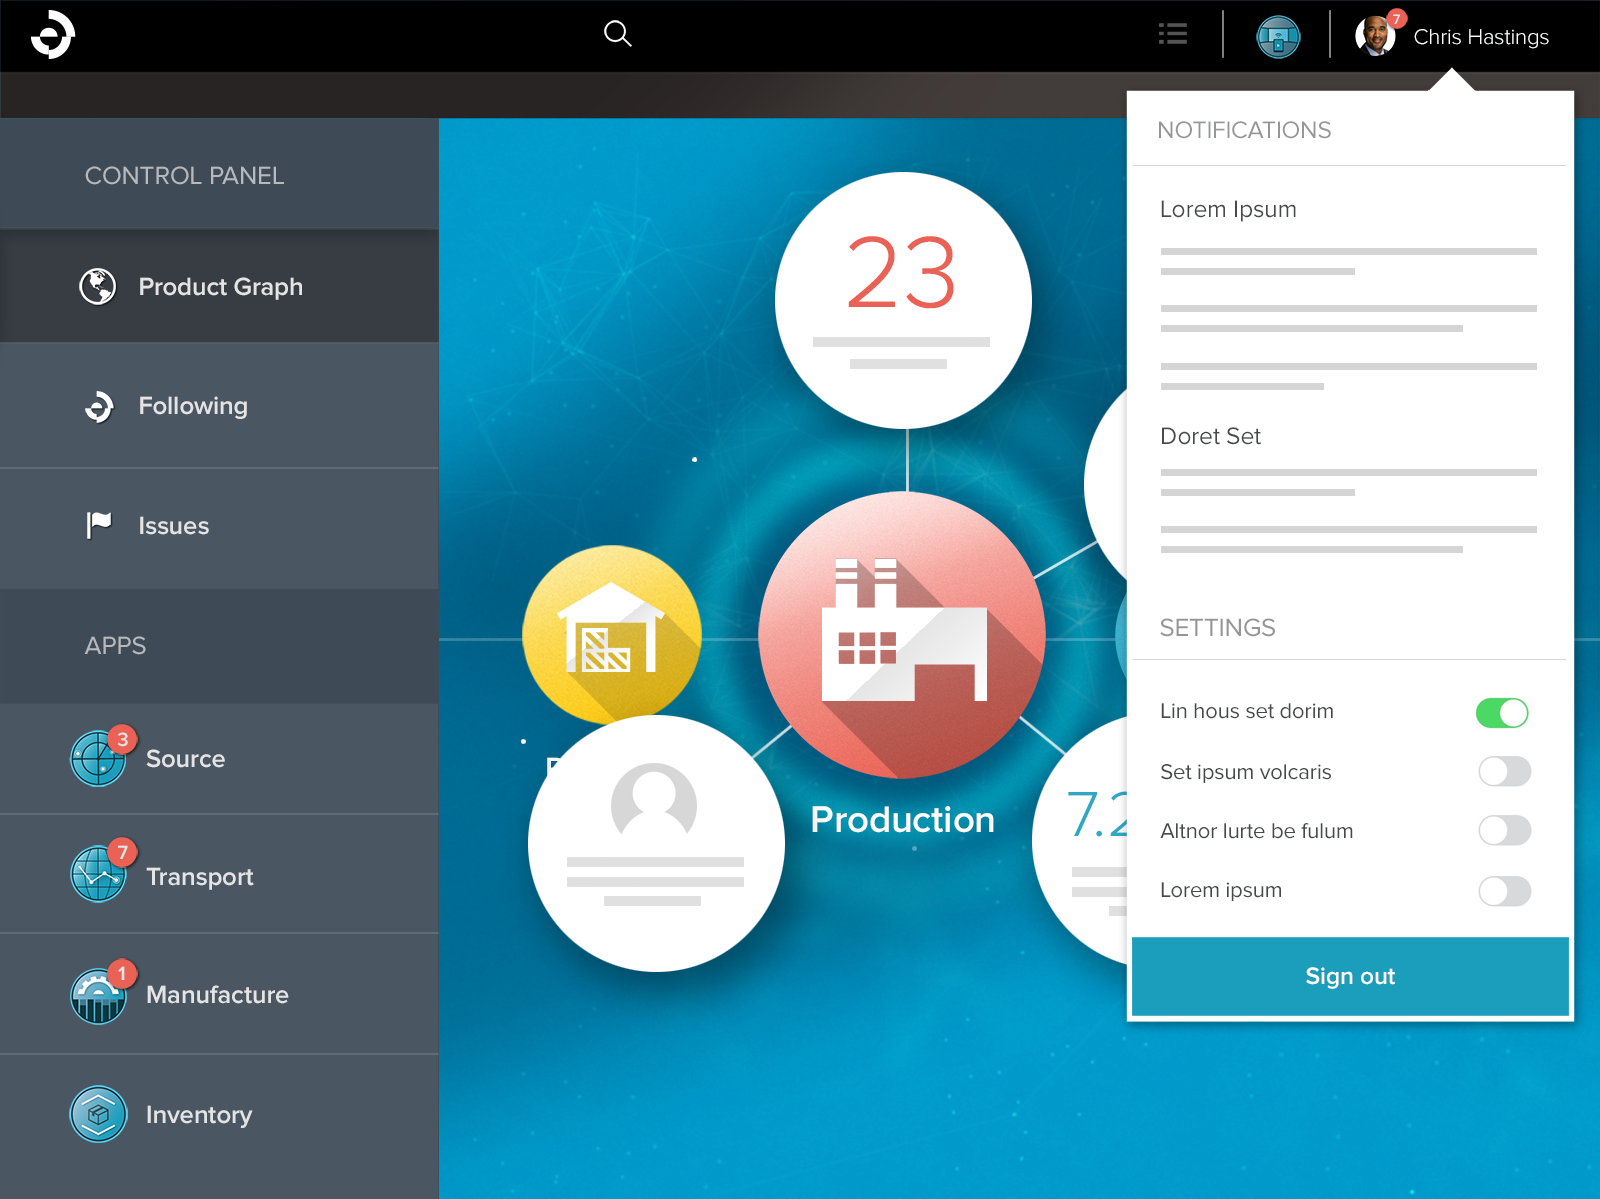 7
Chris Hastings
CONTROL PANEL
Product Graph
Following
Issues
APPS
3
Source
7
Transport
1
Manufacture
Inventory
23
Production
7.2
NOTIFICATIONS
Lorem Ipsum
Doret Set
SETTINGS
Lin hous set dorim
Set ipsum volcaris
Altnor lurte be fulum
Lorem ipsum
Sign out